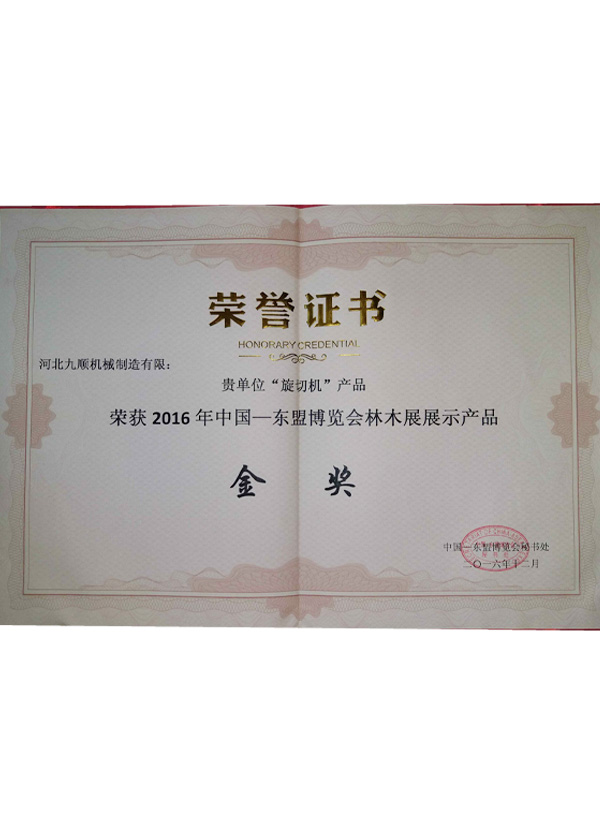 荣誉证书
HONORARY CREDENTIAL
河北九顺机械制造有限：
贵单位“旋切机”产品
荣获 2016 年中国—东盟博览会林木展展示产品
金 奖
中国—东盟博览会秘书处
二〇一六年十二月